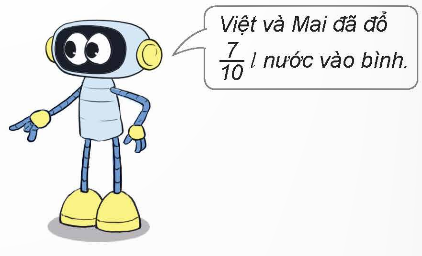 Việt và Mai đã đổ
7/10 l nước vào bình.